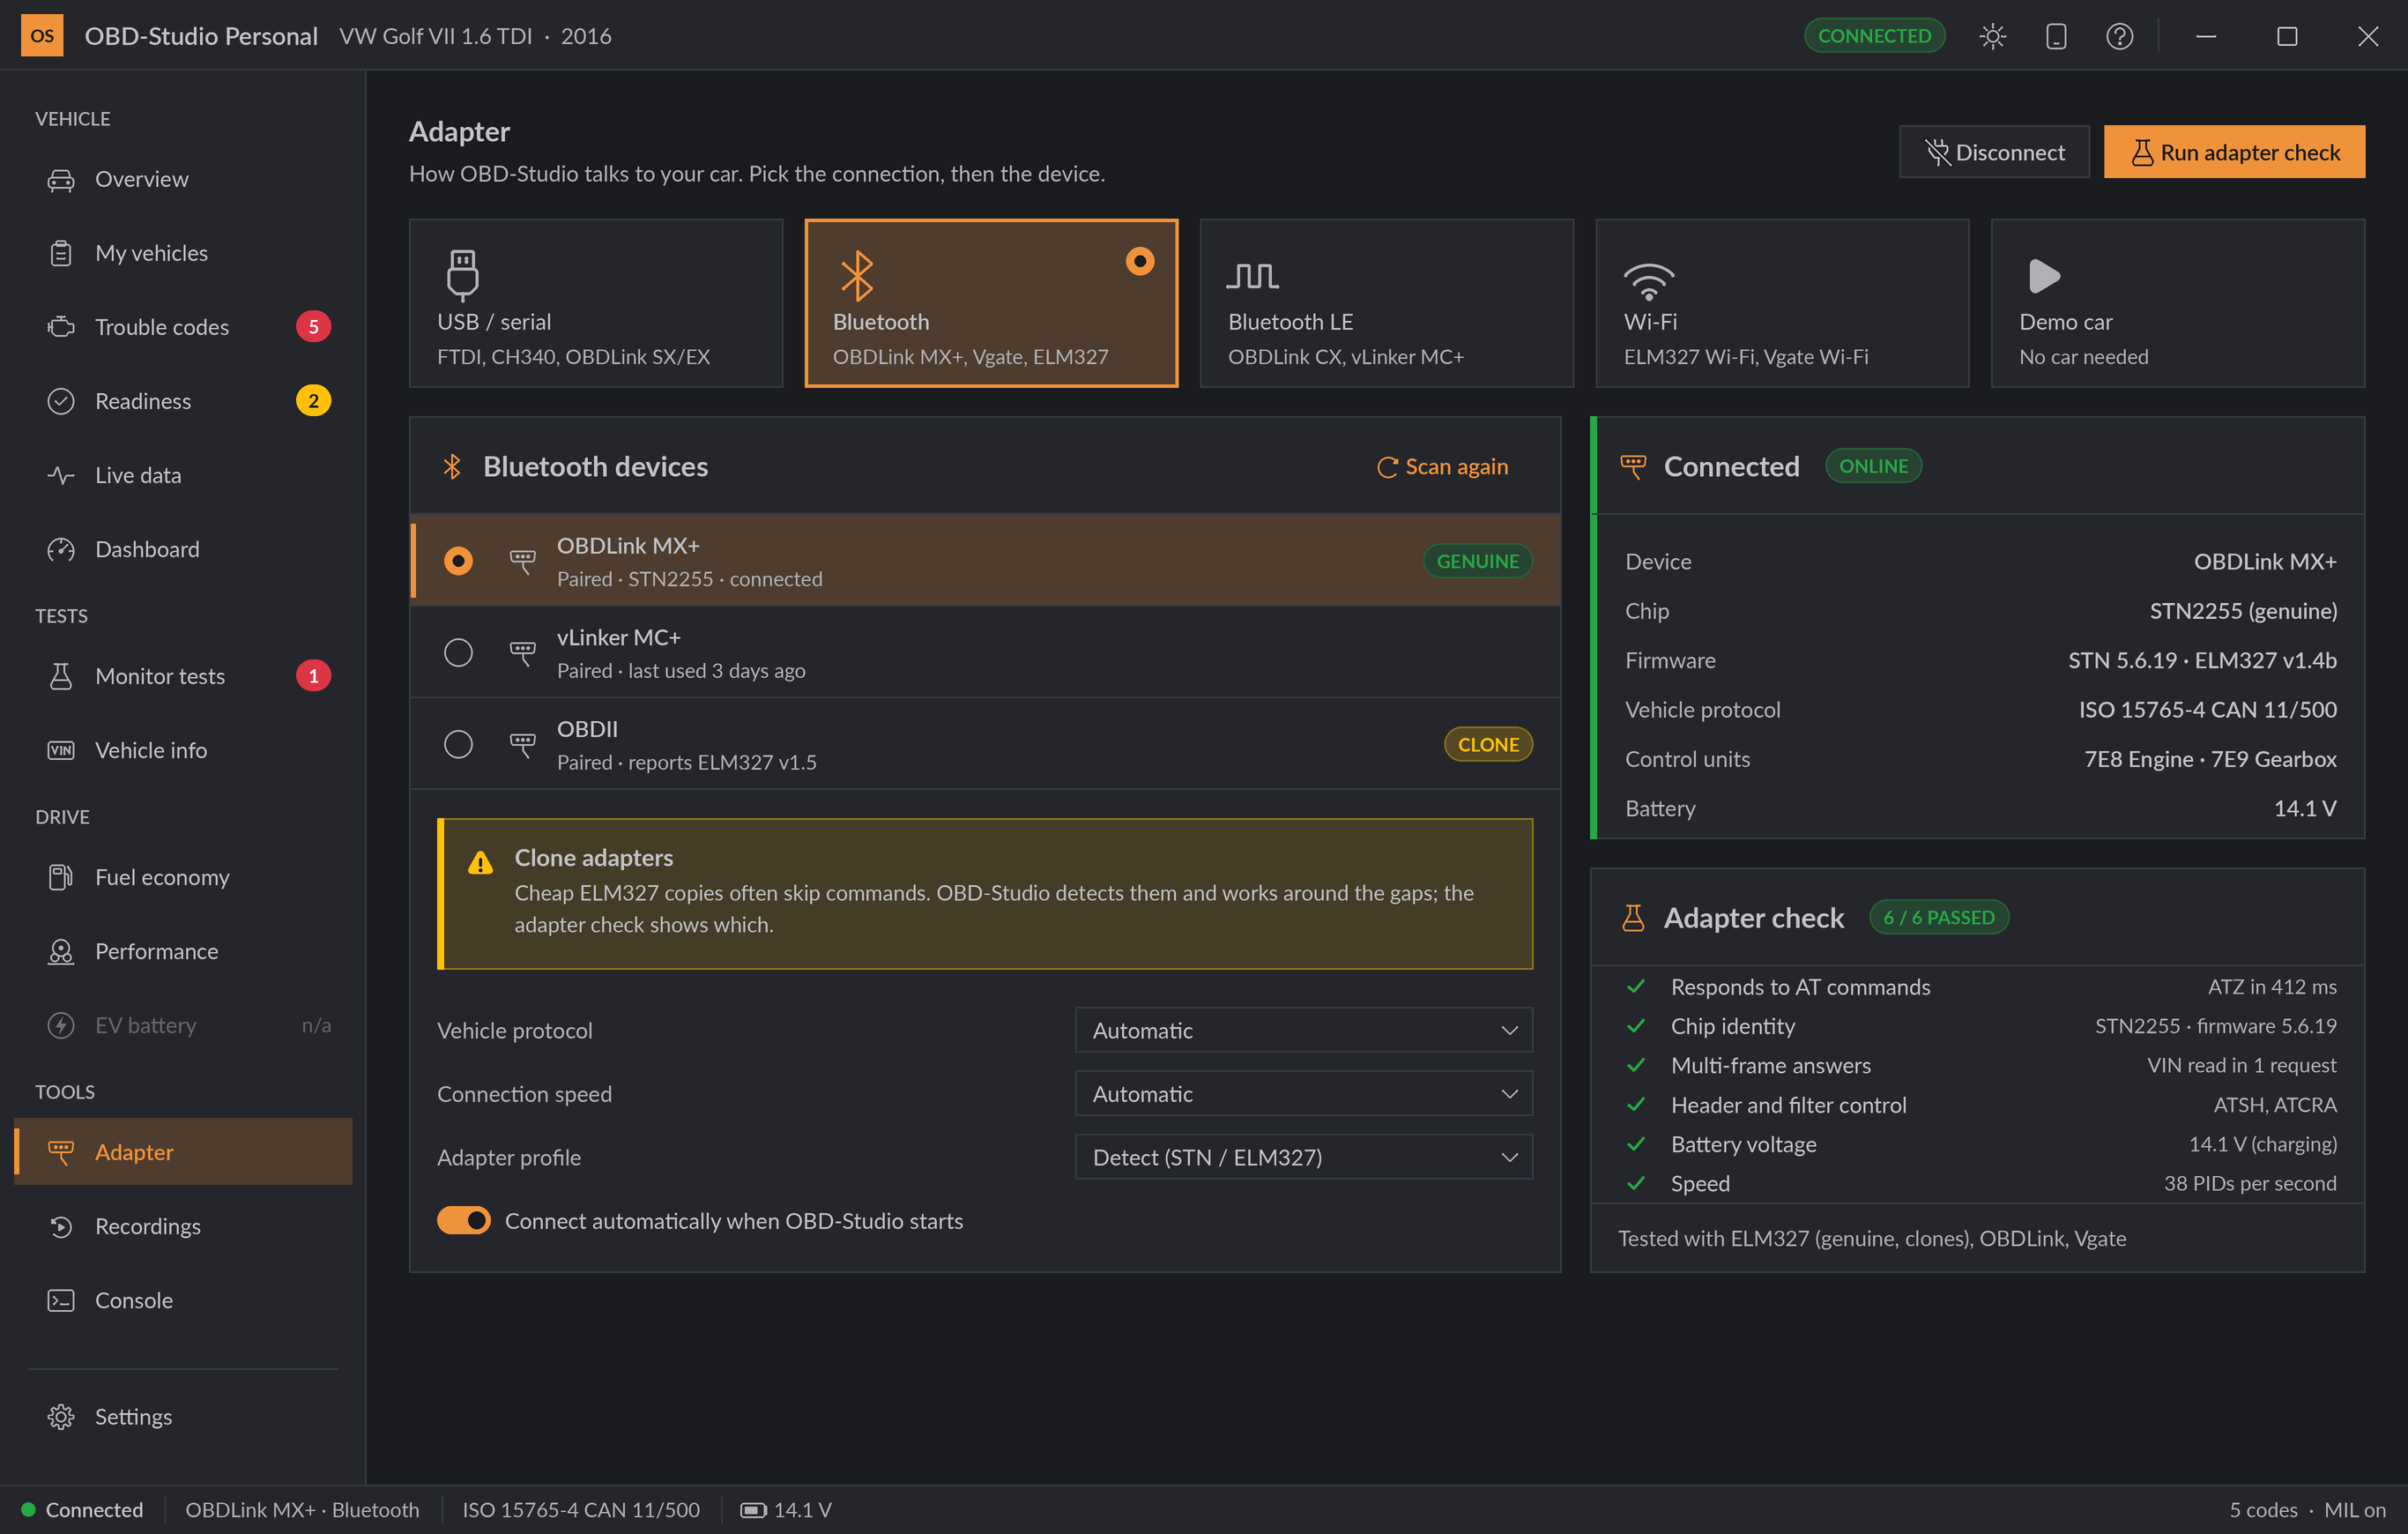 OS OBD-Studio Personal VW Golf VII 1.6 TDI · 2016 CONNECTED
VEHICLE
Overview
My vehicles
Trouble codes 5
Readiness 2
Live data
Dashboard
TESTS
Monitor tests 1
VIN Vehicle info
DRIVE
Fuel economy
Performance
EV battery n/a
TOOLS
Adapter
Recordings
Console
Settings
Adapter
How OBD-Studio talks to your car. Pick the connection, then the device.
Disconnect
Run adapter check
USB / serial
FTDI, CH340, OBDLink SX/EX
Bluetooth
OBDLink MX+, Vgate, ELM327
Bluetooth LE
OBDLink CX, vLinker MC+
Wi-Fi
ELM327 Wi-Fi, Vgate Wi-Fi
Demo car
No car needed
Bluetooth devices Scan again
OBDLink MX+
Paired · STN2255 · connected
GENUINE
vLinker MC+
Paired · last used 3 days ago
OBDII
Paired · reports ELM327 v1.5
CLONE
Clone adapters
Cheap ELM327 copies often skip commands. OBD-Studio detects them and works around the gaps; the
adapter check shows which.
Vehicle protocol Automatic
Connection speed Automatic
Adapter profile Detect (STN / ELM327)
Connect automatically when OBD-Studio starts
Connected ONLINE
Device OBDLink MX+
Chip STN2255 (genuine)
Firmware STN 5.6.19 · ELM327 v1.4b
Vehicle protocol ISO 15765-4 CAN 11/500
Control units 7E8 Engine · 7E9 Gearbox
Battery 14.1 V
Adapter check 6 / 6 PASSED
Responds to AT commands ATZ in 412 ms
Chip identity STN2255 · firmware 5.6.19
Multi-frame answers VIN read in 1 request
Header and filter control ATSH, ATCRA
Battery voltage 14.1 V (charging)
Speed 38 PIDs per second
Tested with ELM327 (genuine, clones), OBDLink, Vgate
Connected OBDLink MX+ · Bluetooth ISO 15765-4 CAN 11/500 14.1 V 5 codes · MIL on